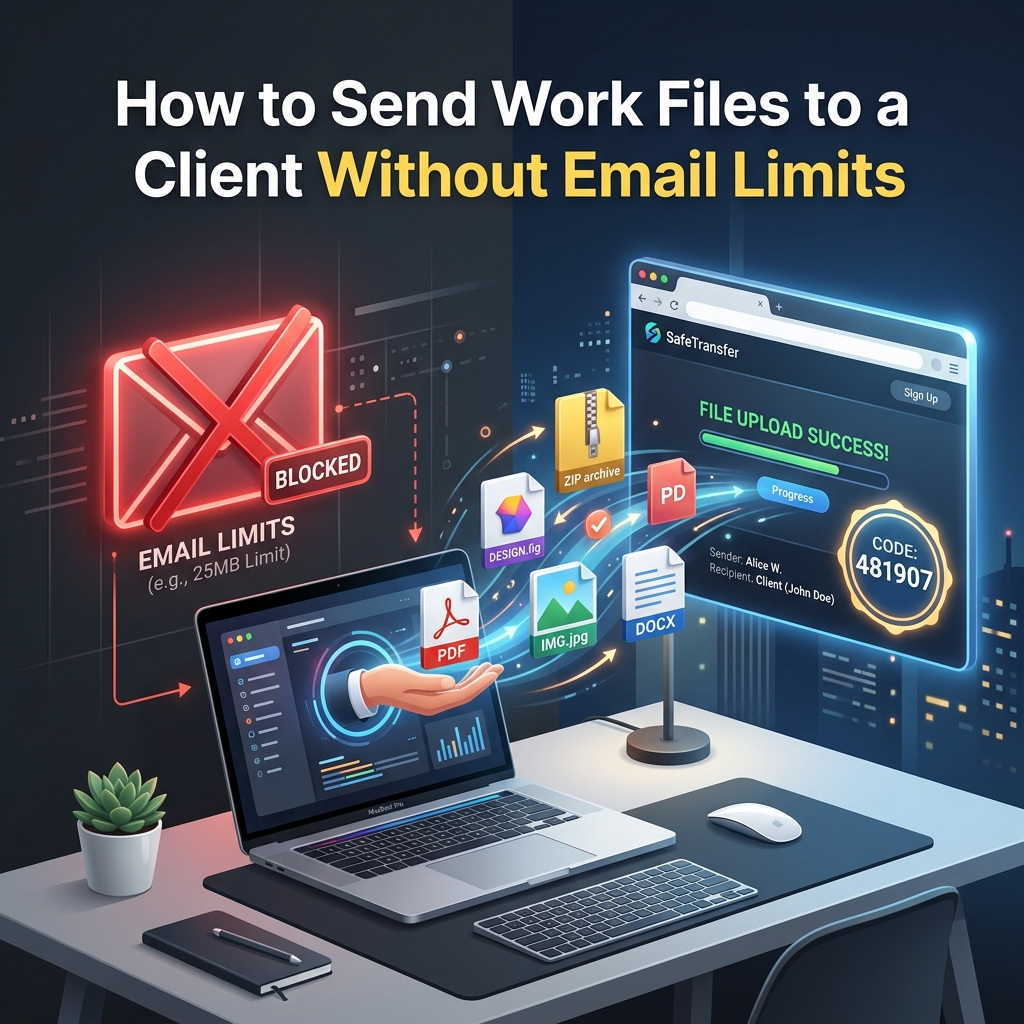 How to Send Work Files to a
Client Without Email Limits
BLOCKED
EMAIL LIMITS
(e.g., 25MB Limit)
SafeTransfer
Sign Up
FILE UPLOAD SUCCESS!
Progress
Sender: Alice W.
Recipient. Client (John Doe)
CODE:
481907
ZIP archive
PD
DESIGN.fig
IMG.jpg
DOCX
PDF